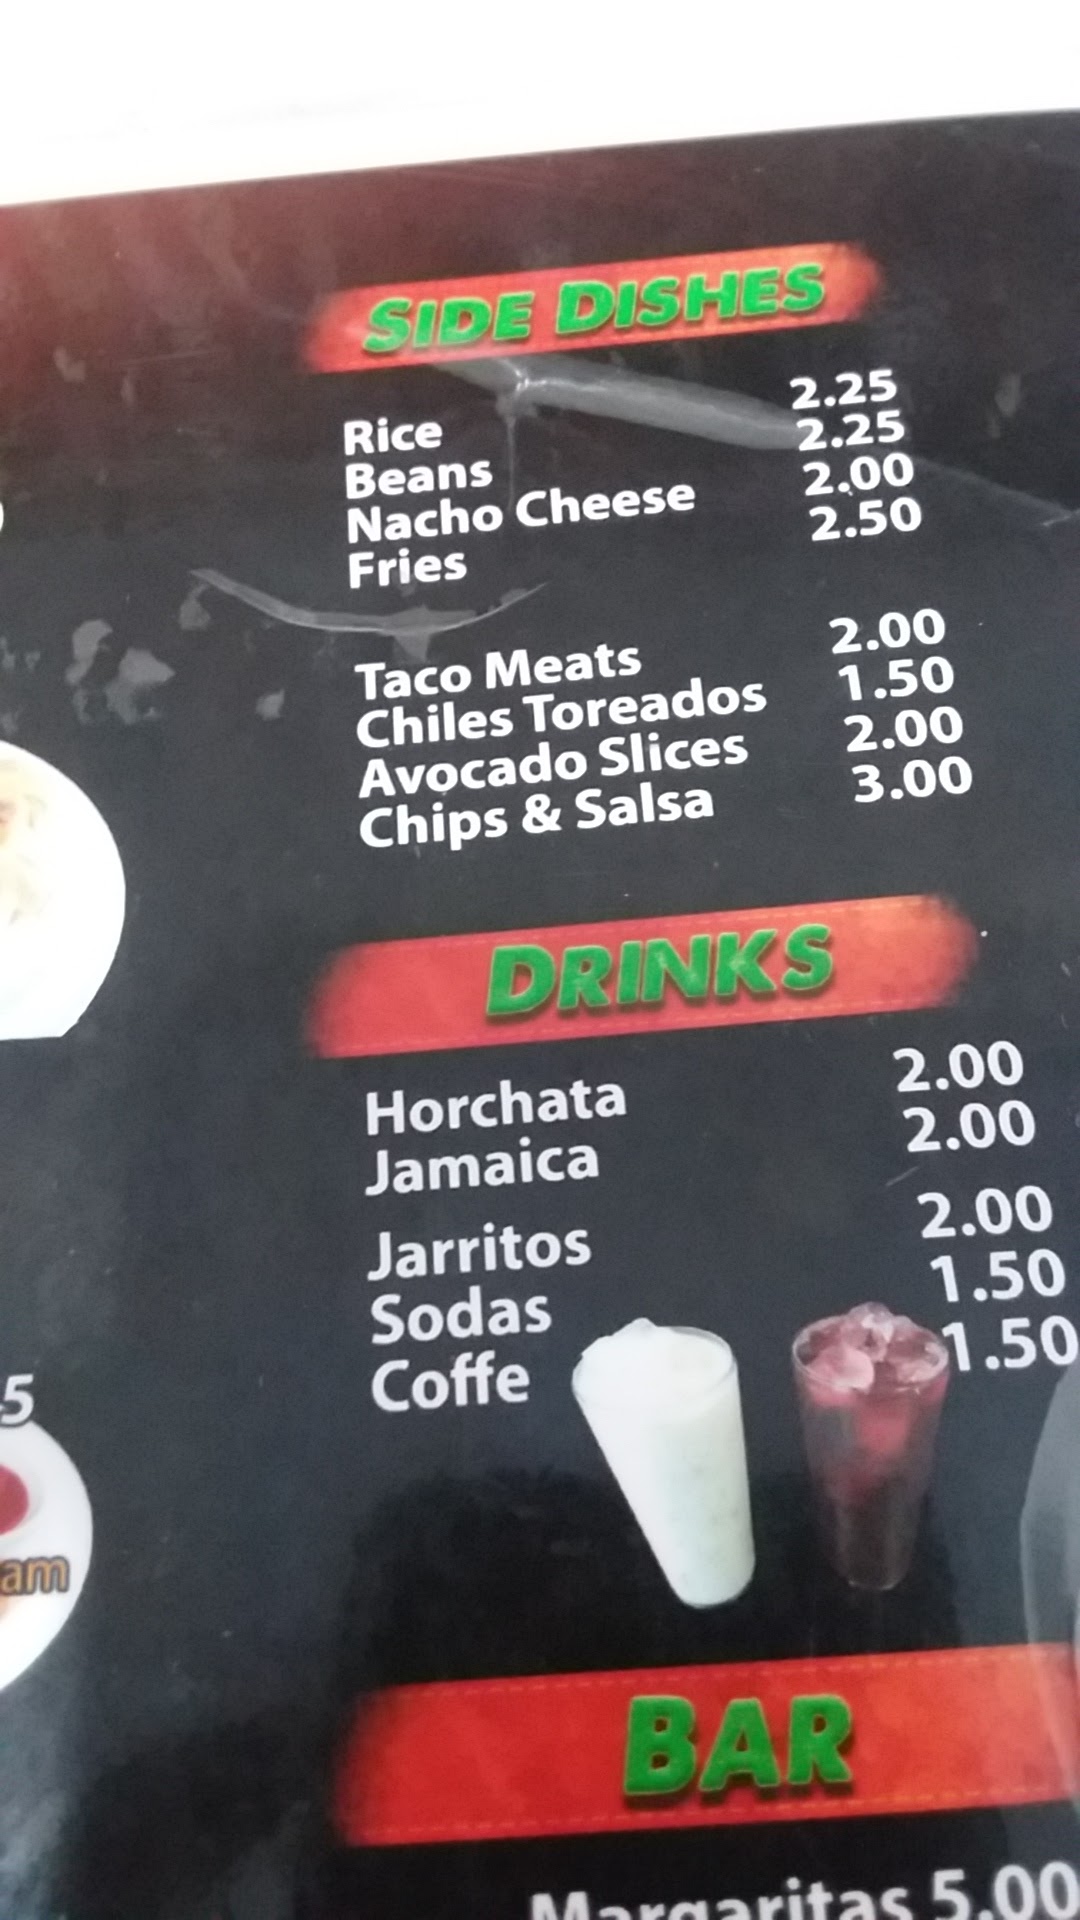 SIDE DISHES
Rice 2.25
Beans 2.25
Nacho Cheese 2.00
Fries 2.50
Taco Meats 2.00
Chiles Toreados 1.50
Avocado Slices 2.00
Chips & Salsa 3.00
DRINKS
Horchata 2.00
Jamaica 2.00
Jarritos 2.00
Sodas 1.50
Coffe 1.50
5
am
BAR
Margaritas 5.00